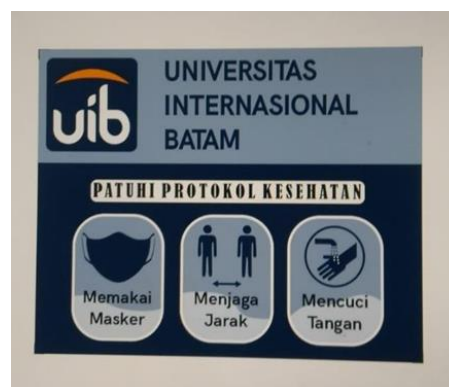 uib
UNIVERSITAS
INTERNASIONAL
BATAM
PATUHI PROTOKOL KESEHATAN
Memakai
Masker
Menjaga
Jarak
Mencuci
Tangan